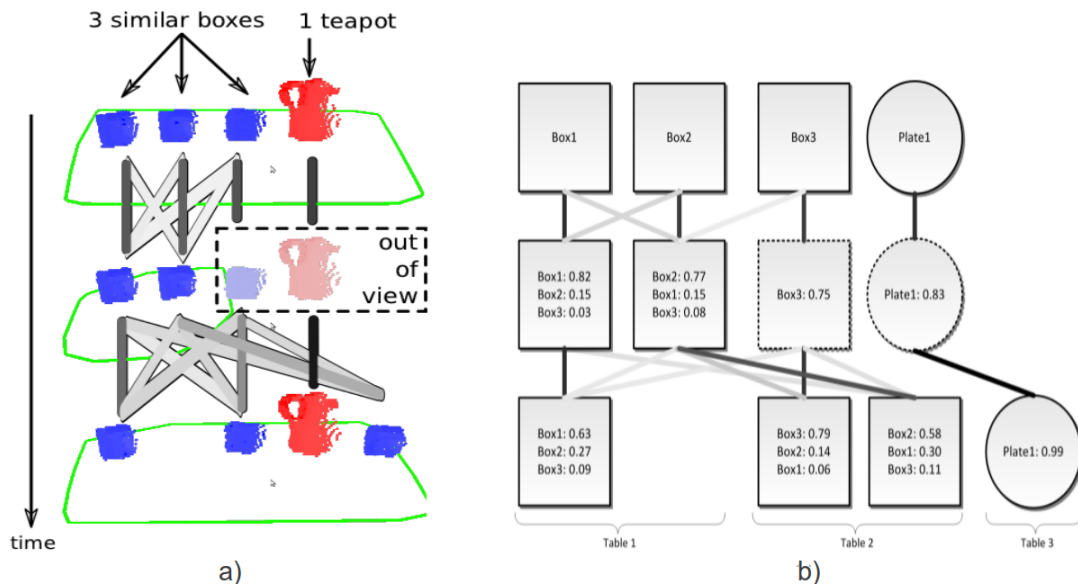 3 similar boxes
1 teapot
out
of
view
time
a)
Box1
Box2
Box3
Plate1
Box1: 0.82
Box2: 0.15
Box3: 0.03
Box2: 0.77
Box1: 0.15
Box3: 0.08
Box3: 0.75
Plate1: 0.83
Box1: 0.63
Box2: 0.27
Box3: 0.09
Box3: 0.79
Box2: 0.14
Box1: 0.06
Box2: 0.58
Box1: 0.30
Box3: 0.11
Plate1: 0.99
Table 1
Table 2
Table 3
b)